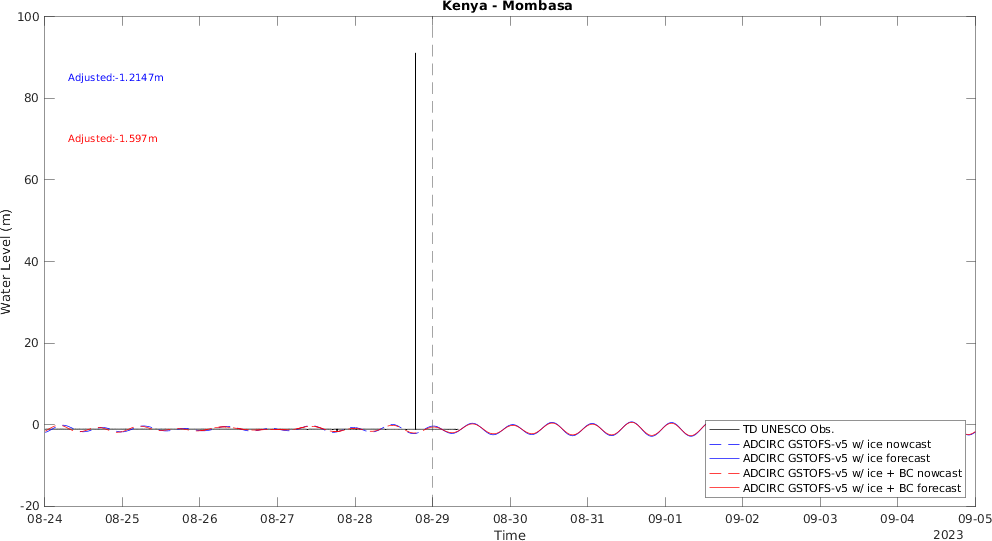 Kenya - Mombasa
100
80
60
40
20
0
-20
Water Level (m)
Adjusted:-1.2147m
Adjusted:-1.597m
TD UNESCO Obs.
ADCIRC GSTOFS-v5 w/ ice nowcast
ADCIRC GSTOFS-v5 w/ ice forecast
ADCIRC GSTOFS-v5 w/ ice + BC nowcast
ADCIRC GSTOFS-v5 w/ ice + BC forecast
08-24 08-25 08-26 08-27 08-28 08-29 08-30 08-31 09-01 09-02 09-03 09-04 09-05
Time
2023